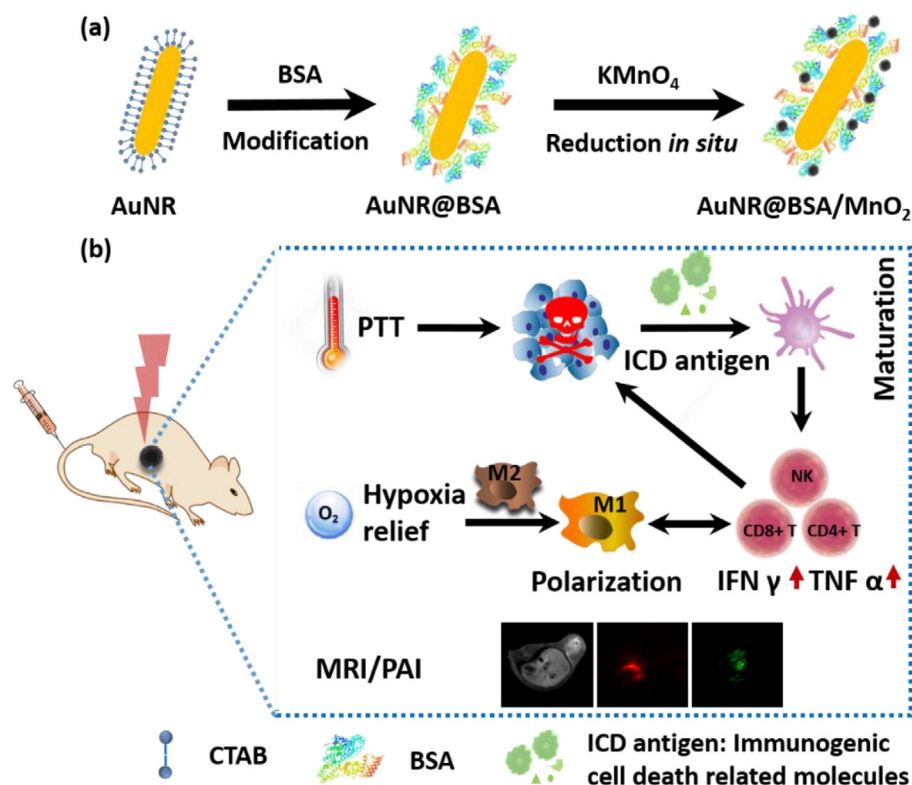 (a)
BSA
Modification
KMnO₄
Reduction in situ
AuNR
AuNR@BSA
AuNR@BSA/MnO₂
(b)
PTT
ICD antigen
Maturation
O₂
Hypoxia
relief
M2
M1
Polarization
NK
CD8+ T
CD4+ T
IFN γ
TNF α
MRI/PAI
CTAB
BSA
ICD antigen: Immunogenic
cell death related molecules